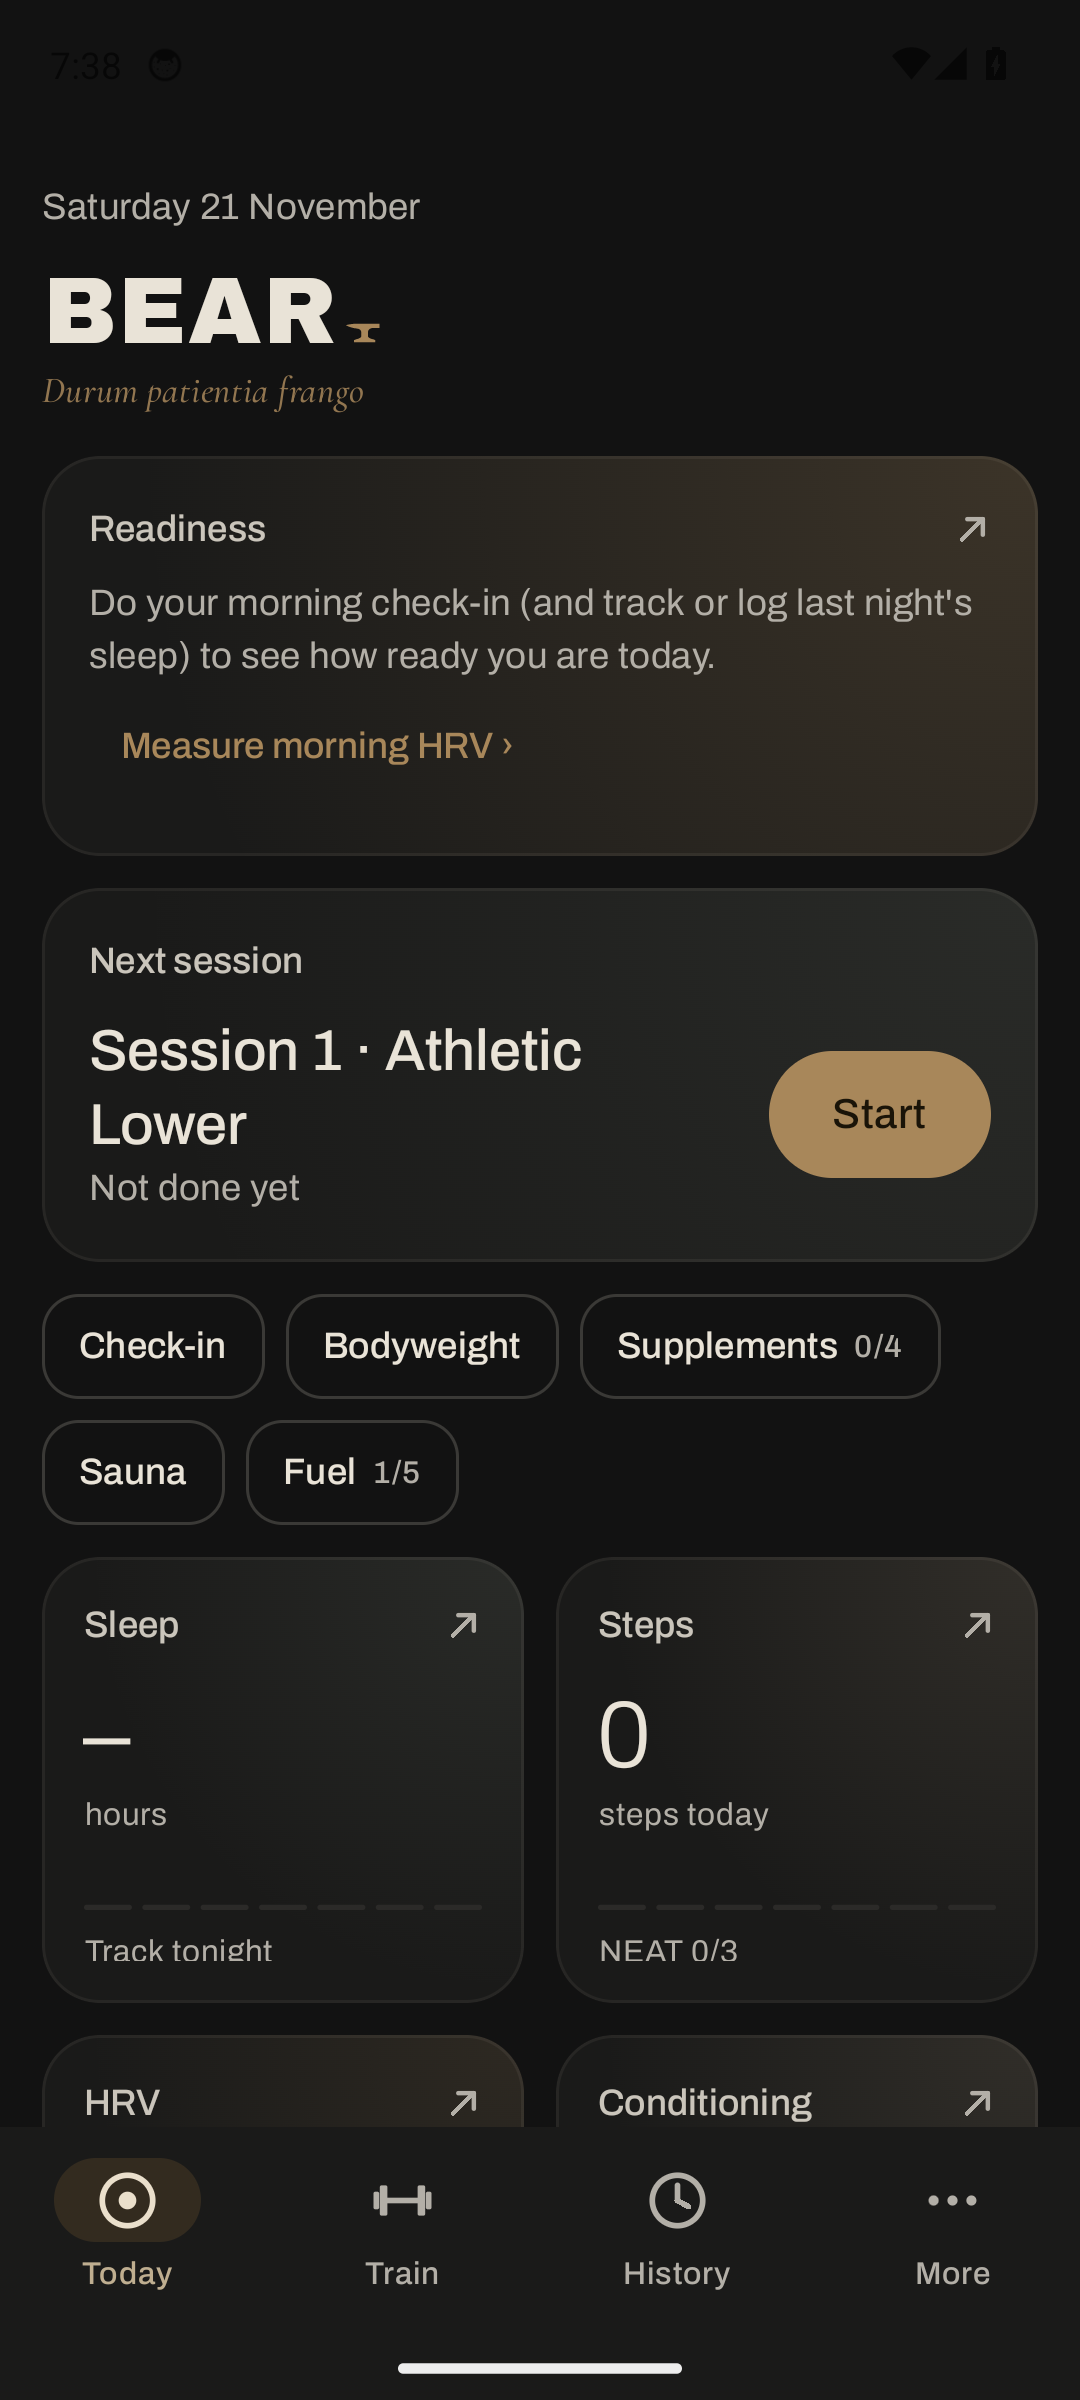 7:38
Saturday 21 November
BEAR
Durum patientia frango
Readiness
Do your morning check-in (and track or log last night's
sleep) to see how ready you are today.
Measure morning HRV ›
Next session
Session 1 · Athletic
Lower
Not done yet
Start
Check-in
Bodyweight
Supplements 0/4
Sauna
Fuel 1/5
Sleep
–
hours
Track tonight
Steps
0
steps today
NEAT 0/3
HRV
Conditioning
Today
Train
History
More